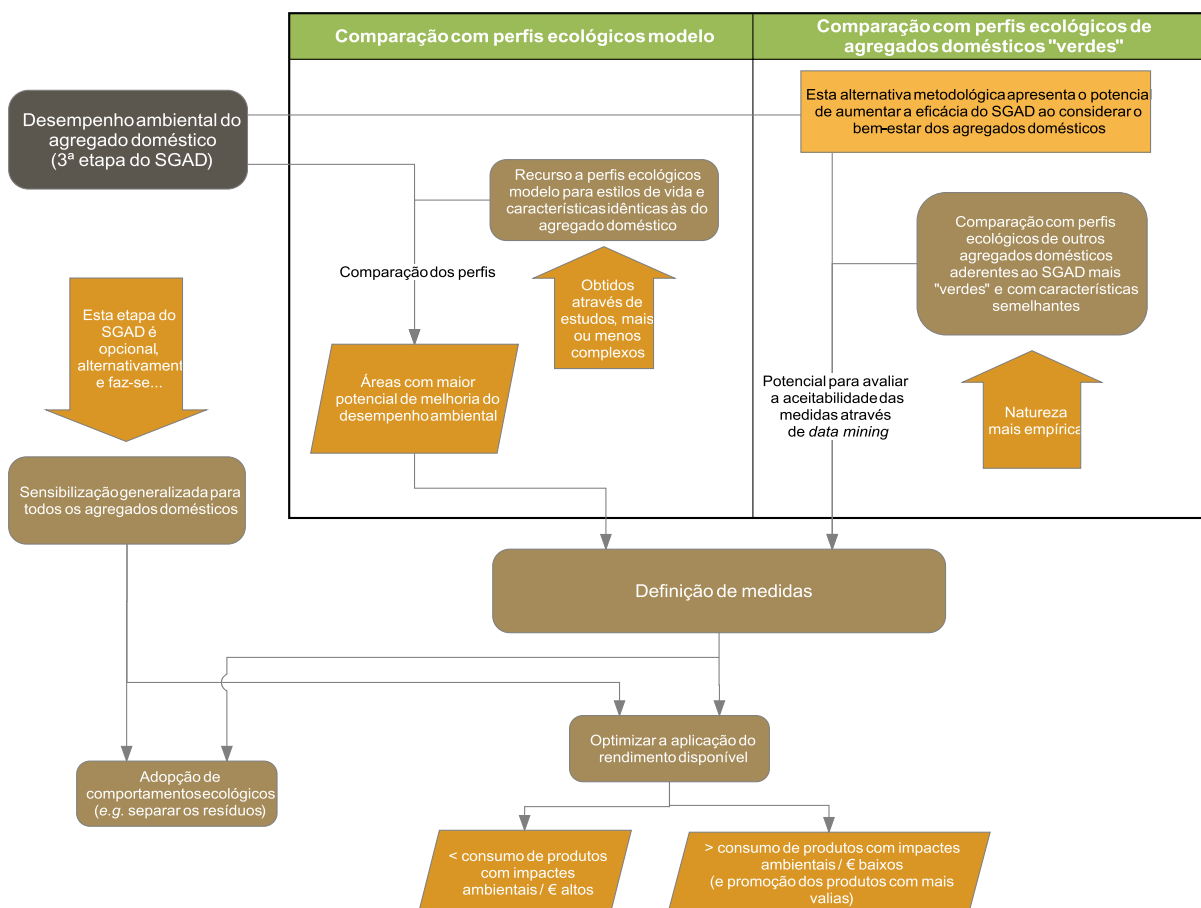 Comparação com perfis ecológicos modelo
Comparação com perfis ecológicos de
agregados domésticos "verdes"
Desempenho ambiental do
agregado doméstico
(3ª etapa do SGAD)
Esta alternativa metodológica apresenta o potencial
de aumentar a eficácia do SGAD ao considerar o
bem-estar dos agregados domésticos
Recurso a perfis ecológicos
modelo para estilos de vida e
características idênticas às do
agregado doméstico
Comparação com perfis
ecológicos de outros
agregados domésticos
aderentes ao SGAD mais
"verdes" e com características
semelhantes
Comparação dos perfis
Obtidos
através de
estudos, mais
ou menos
complexos
Esta etapa do
SGAD é
opcional,
alternativament
e faz-se...
Áreas com maior
potencial de melhoria do
desempenho ambiental
Potencial para avaliar
a aceitabilidade das
medidas através
de data mining
Natureza
mais empírica
Sensibilização generalizada para
todos os agregados domésticos
Definição de medidas
Optimizar a aplicação do
rendimento disponível
Adopção de
comportamentos ecológicos
(e.g. separar os resíduos)
< consumo de produtos
com impactes
ambientais / € altos
> consumo de produtos com impactes
ambientais / € baixos
(e promoção dos produtos com mais
valias)